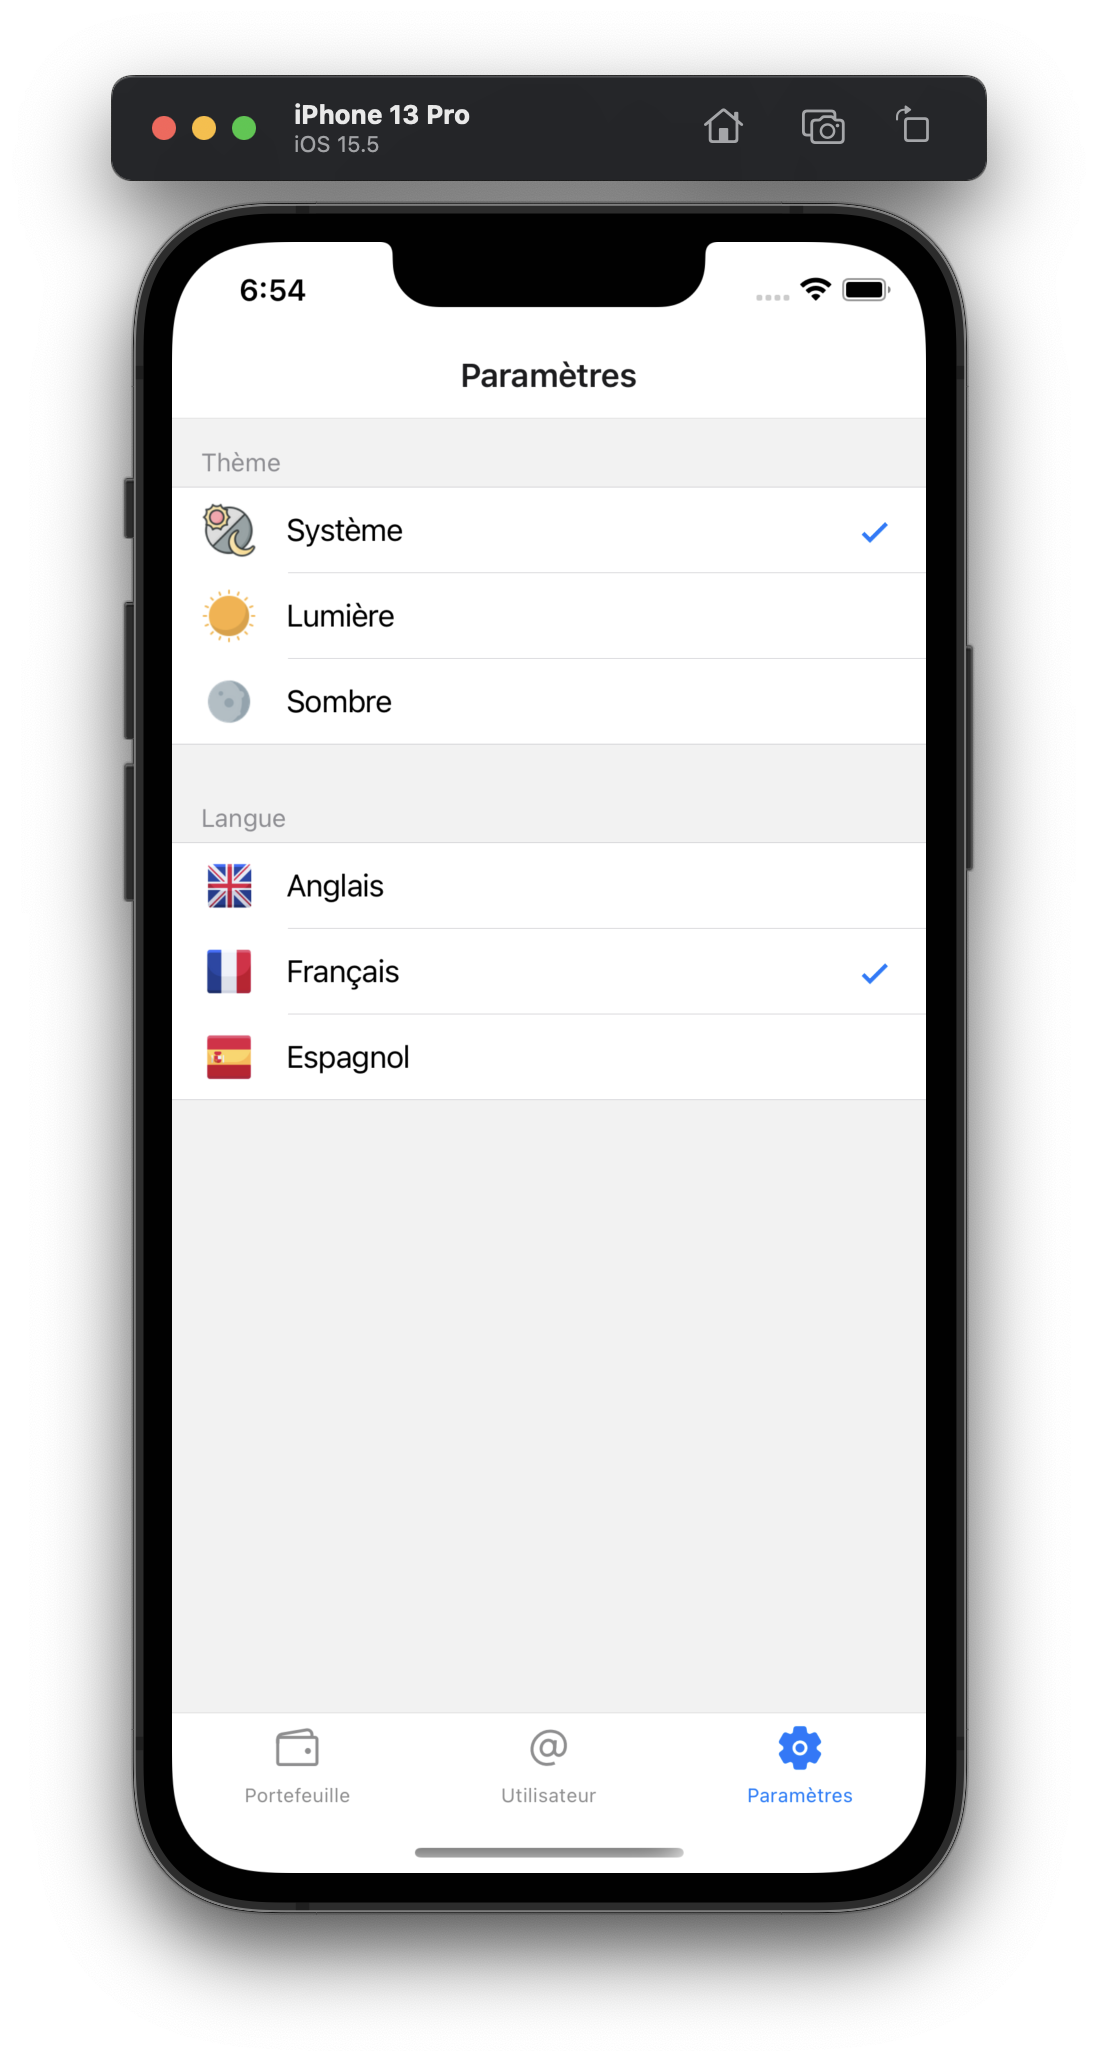 iPhone 13 Pro
iOS 15.5
6:54
Paramètres
Thème
Système
Lumière
Sombre
Langue
Anglais
Français
Espagnol
Portefeuille
Utilisateur
Paramètres